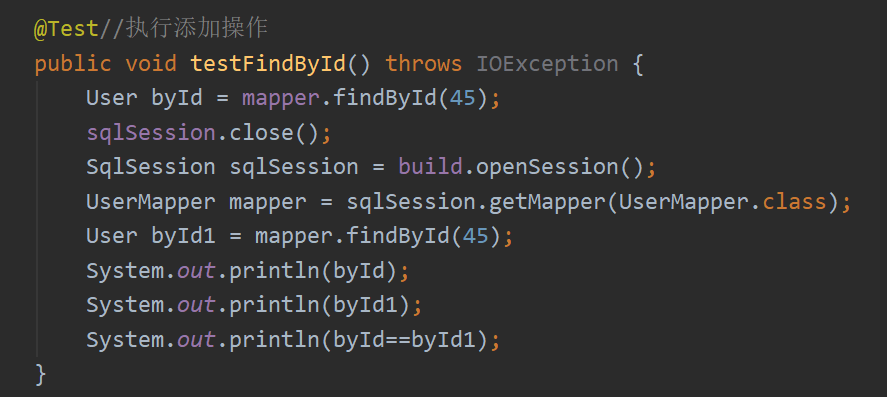 @Test//执行添加操作
public void testFindById() throws IOException {
    User byId = mapper.findById(45);
    sqlSession.close();
    SqlSession sqlSession = build.openSession();
    UserMapper mapper = sqlSession.getMapper(UserMapper.class);
    User byId1 = mapper.findById(45);
    System.out.println(byId);
    System.out.println(byId1);
    System.out.println(byId==byId1);
}